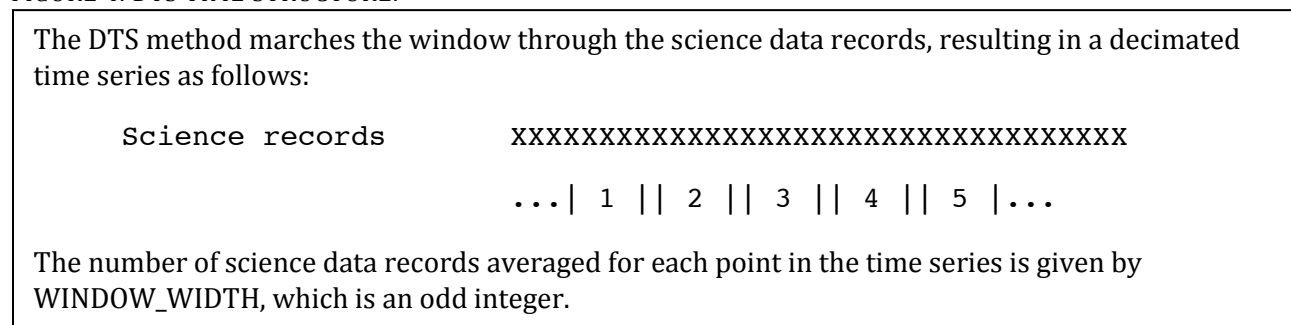 The DTS method marches the window through the science data records, resulting in a decimated
time series as follows:
Science records XXXXXXXXXXXXXXXXXXXXXXXXXXXXXXXXXXX
...| 1 || 2 || 3 || 4 || 5 |...
The number of science data records averaged for each point in the time series is given by
WINDOW_WIDTH, which is an odd integer.